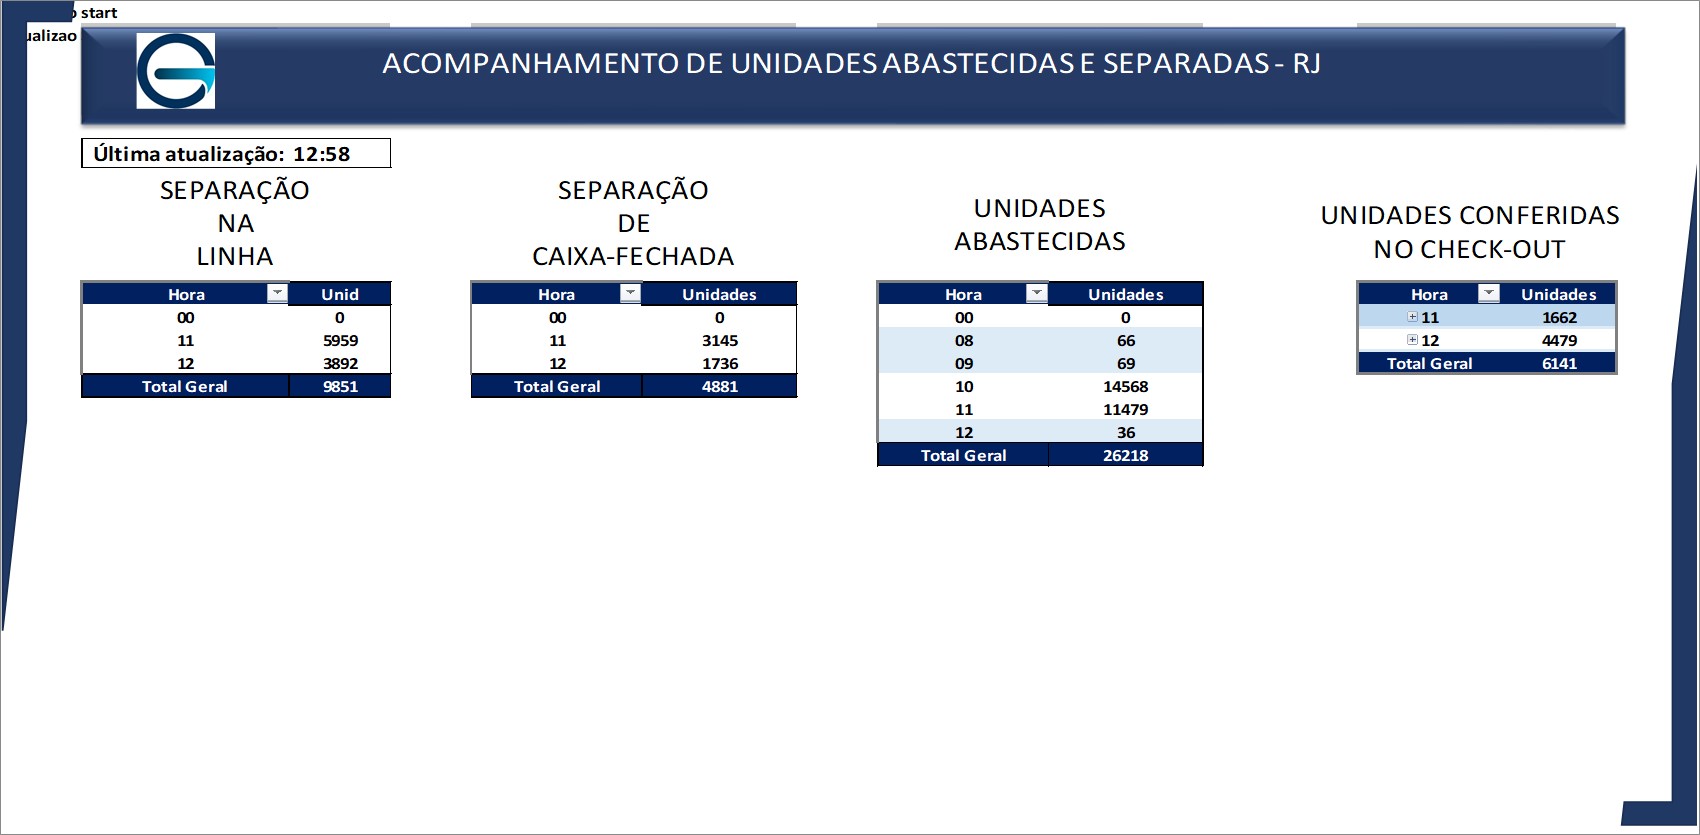 start
ACOMPANHAMENTO DE UNIDADES ABASTECIDAS E SEPARADAS - RJ
Última atualização: 12:58
SEPARAÇÃO
NA
LINHA
Hora Unid
00 0
11 5959
12 3892
Total Geral 9851
SEPARAÇÃO
DE
CAIXA-FECHADA
Hora Unidades
00 0
11 3145
12 1736
Total Geral 4881
UNIDADES
ABASTECIDAS
Hora Unidades
00 0
08 66
09 69
10 14568
11 11479
12 36
Total Geral 26218
UNIDADES CONFERIDAS
NO CHECK-OUT
Hora Unidades
11 1662
12 4479
Total Geral 6141